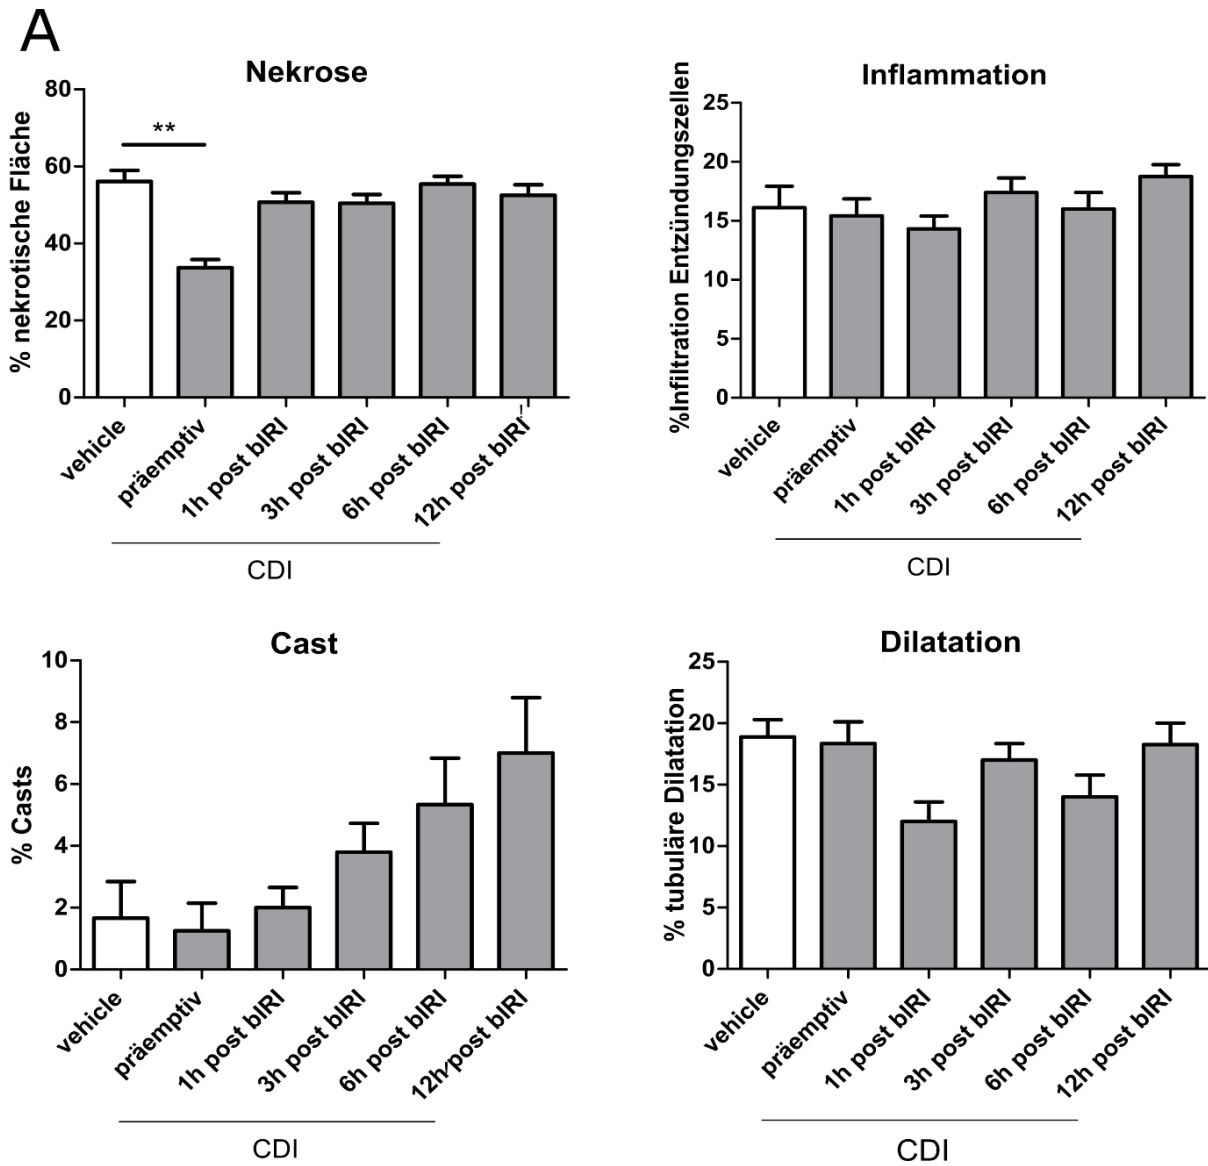 A
Nekrose
% nekrotische Fläche
80
60
40
20
0
**
vehicle
präemptiv
1h post bIRI
3h post bIRI
6h post bIRI
12h post bIRI
CDI
Inflammation
%Infiltration Entzündungszellen
25
20
15
10
5
0
vehicle
präemptiv
1h post bIRI
3h post bIRI
6h post bIRI
12h post bIRI
CDI
Cast
% Casts
10
8
6
4
2
0
vehicle
präemptiv
1h post bIRI
3h post bIRI
6h post bIRI
12h post bIRI
CDI
Dilatation
% tubuläre Dilatation
25
20
15
10
5
0
vehicle
präemptiv
1h post bIRI
3h post bIRI
6h post bIRI
12h post bIRI
CDI